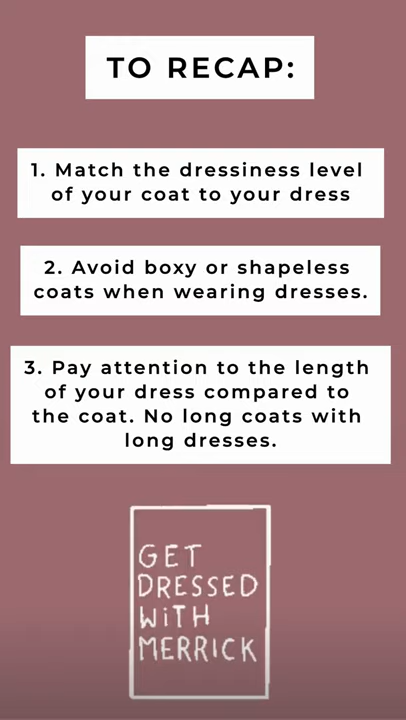 TO RECAP:
1. Match the dressiness level
of your coat to your dress
2. Avoid boxy or shapeless
coats when wearing dresses.
3. Pay attention to the length
of your dress compared to
the coat. No long coats with
long dresses.
GET
DRESSED
WiTH
MERRICK